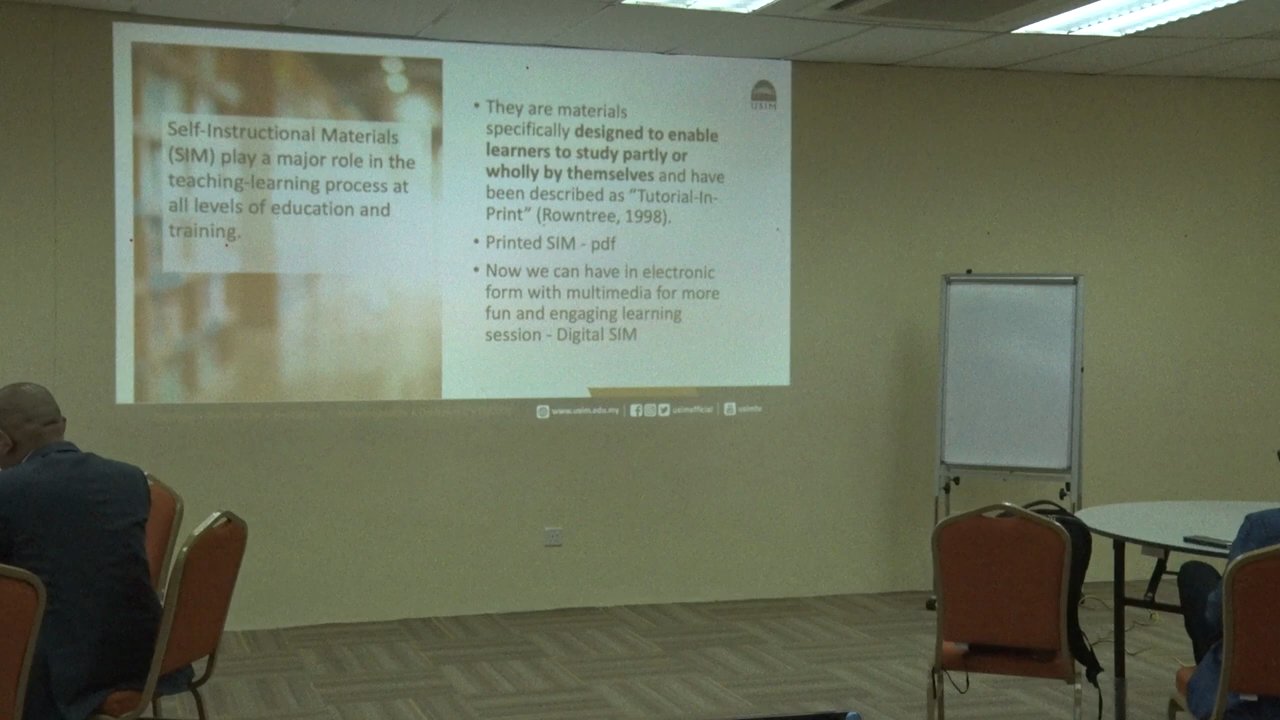 Self-Instructional Materials
(SIM) play a major role in the
teaching-learning process at
all levels of education and
training.
USIM
• They are materials
specifically designed to enable
learners to study partly or
wholly by themselves and have
been described as “Tutorial-In-
Print” (Rowntree, 1998).
• Printed SIM - pdf
• Now we can have in electronic
form with multimedia for more
fun and engaging learning
session - Digital SIM
www.usim.edu.my | usimofficial | usimtv